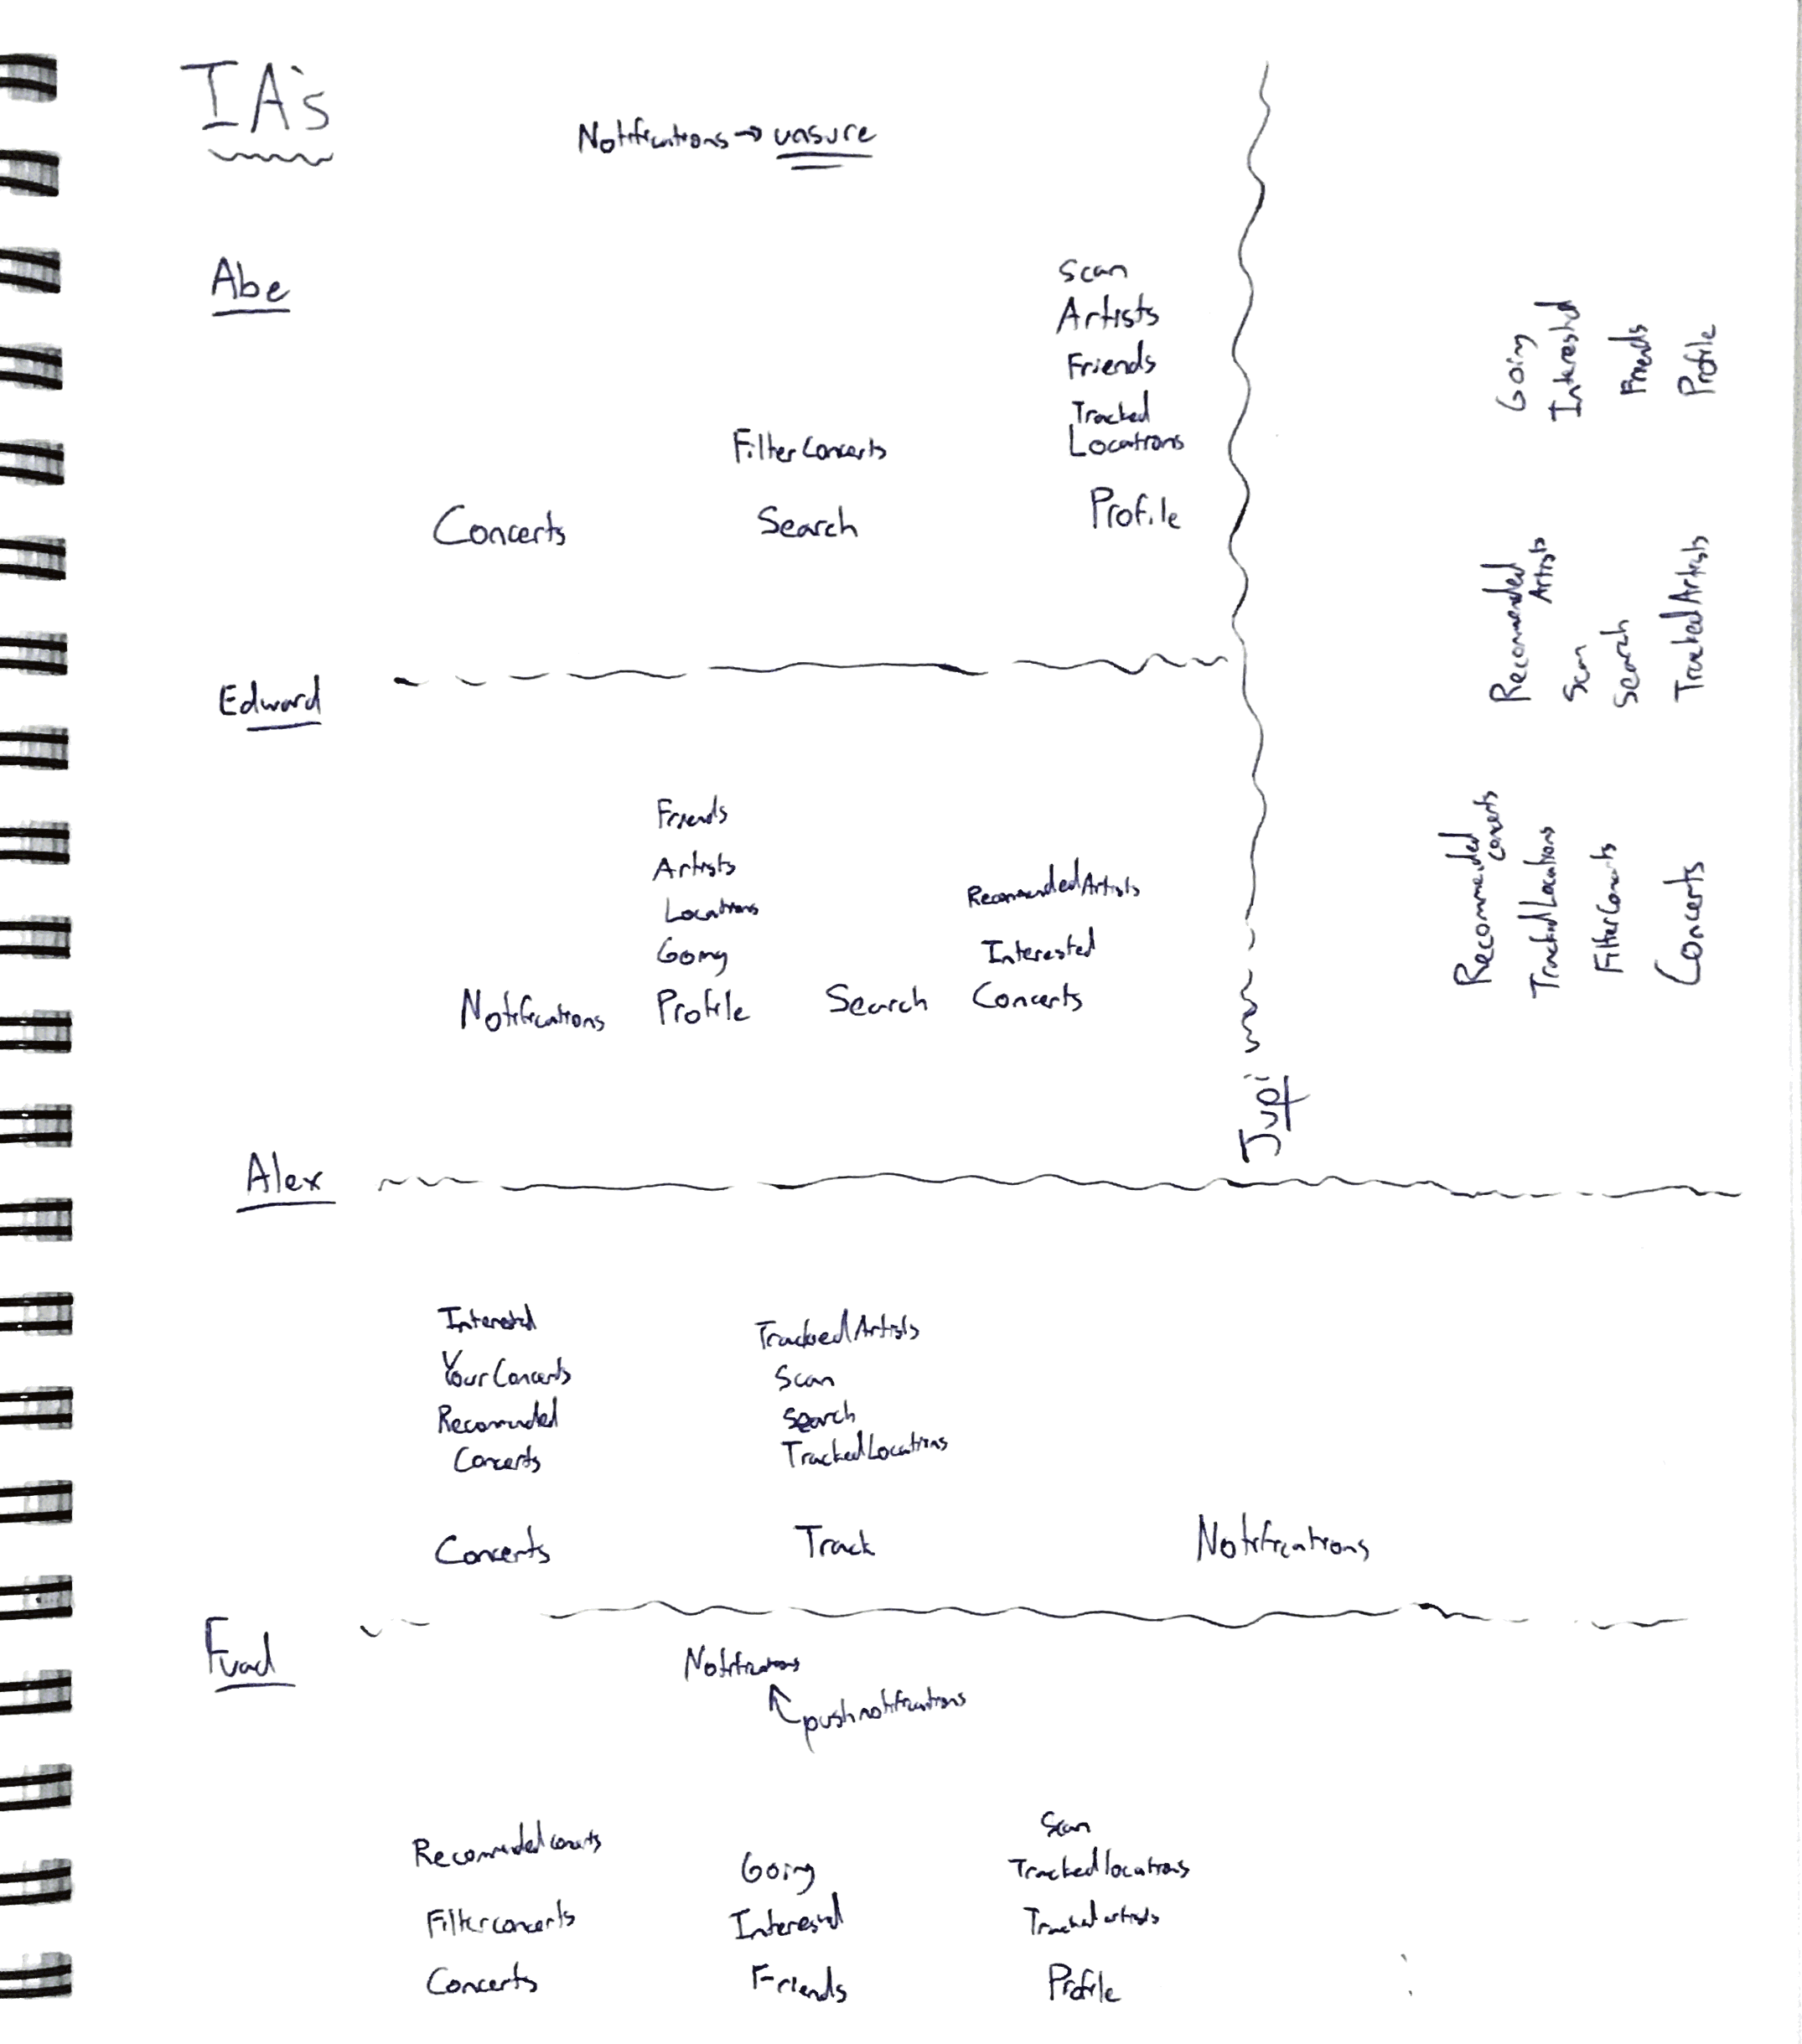 IA's
Notifications → unsure
Abe
Scan
Artists
Friends
Tracked
Locations
Filter Concerts
Concerts
Search
Profile
Edward
Friends
Artists
Locations
Going
Notifications
Profile
Search
Recomended Artists
Interested
Concerts
Going
Interested
Friends
Profile
Recommended
Artists
Scan
Search
Tracked Artists
Recommended
Concerts
Tracked Locations
Filter Concerts
Concerts
Alex
Interested
Your Concerts
Recomended
Concerts
Concerts
Tracked Artists
Scan
Search
Tracked Locations
Track
Notifications
Fuad
Notifications
push notifications
Recommended concerts
Filter concerts
Concerts
Going
Interested
Friends
Scan
Tracked locations
Tracked artists
Profile